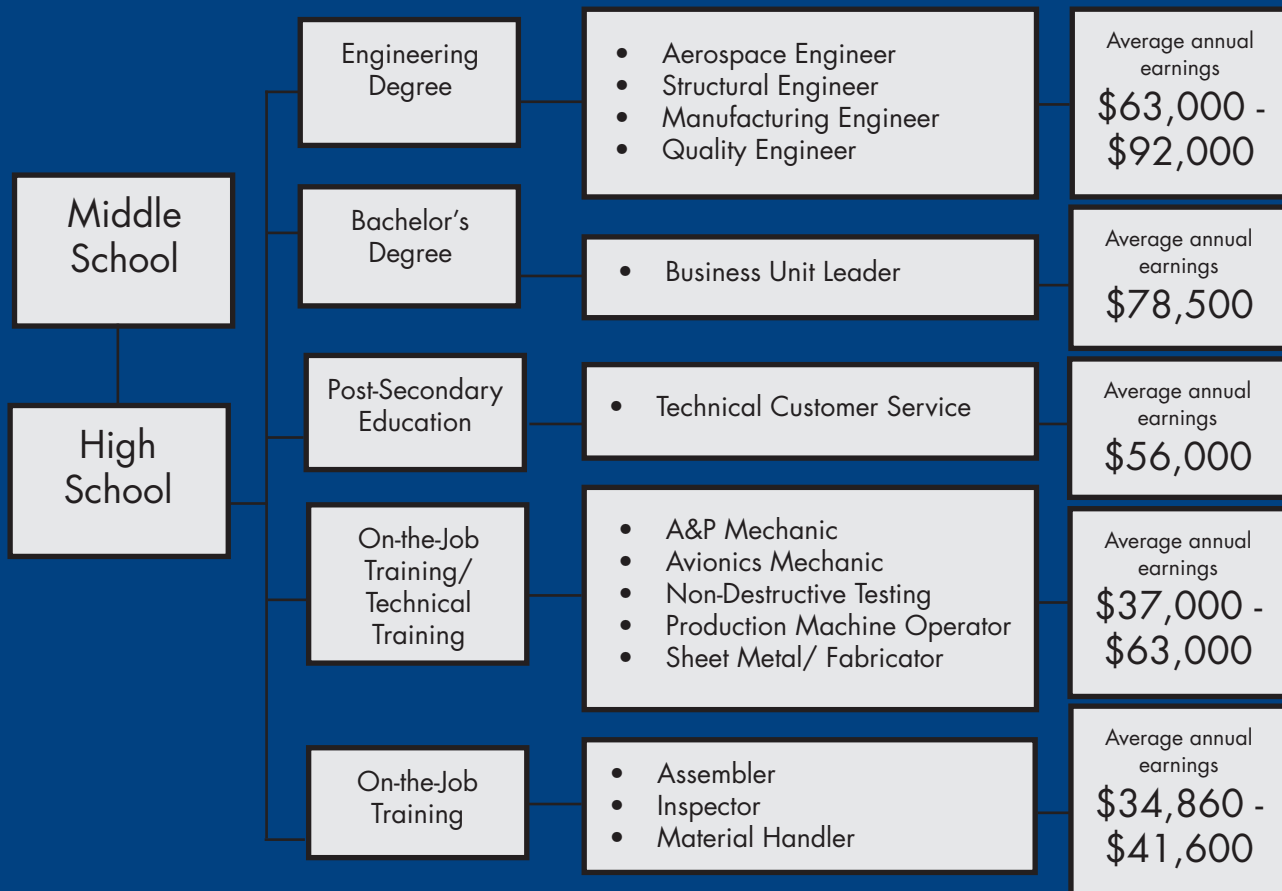 Middle
School
High
School
Engineering
Degree
• Aerospace Engineer
• Structural Engineer
• Manufacturing Engineer
• Quality Engineer
Average annual
earnings
$63,000 -
$92,000
Bachelor’s
Degree
• Business Unit Leader
Average annual
earnings
$78,500
Post-Secondary
Education
• Technical Customer Service
Average annual
earnings
$56,000
On-the-Job
Training/
Technical
Training
• A&P Mechanic
• Avionics Mechanic
• Non-Destructive Testing
• Production Machine Operator
• Sheet Metal/ Fabricator
Average annual
earnings
$37,000 -
$63,000
On-the-Job
Training
• Assembler
• Inspector
• Material Handler
Average annual
earnings
$34,860 -
$41,600